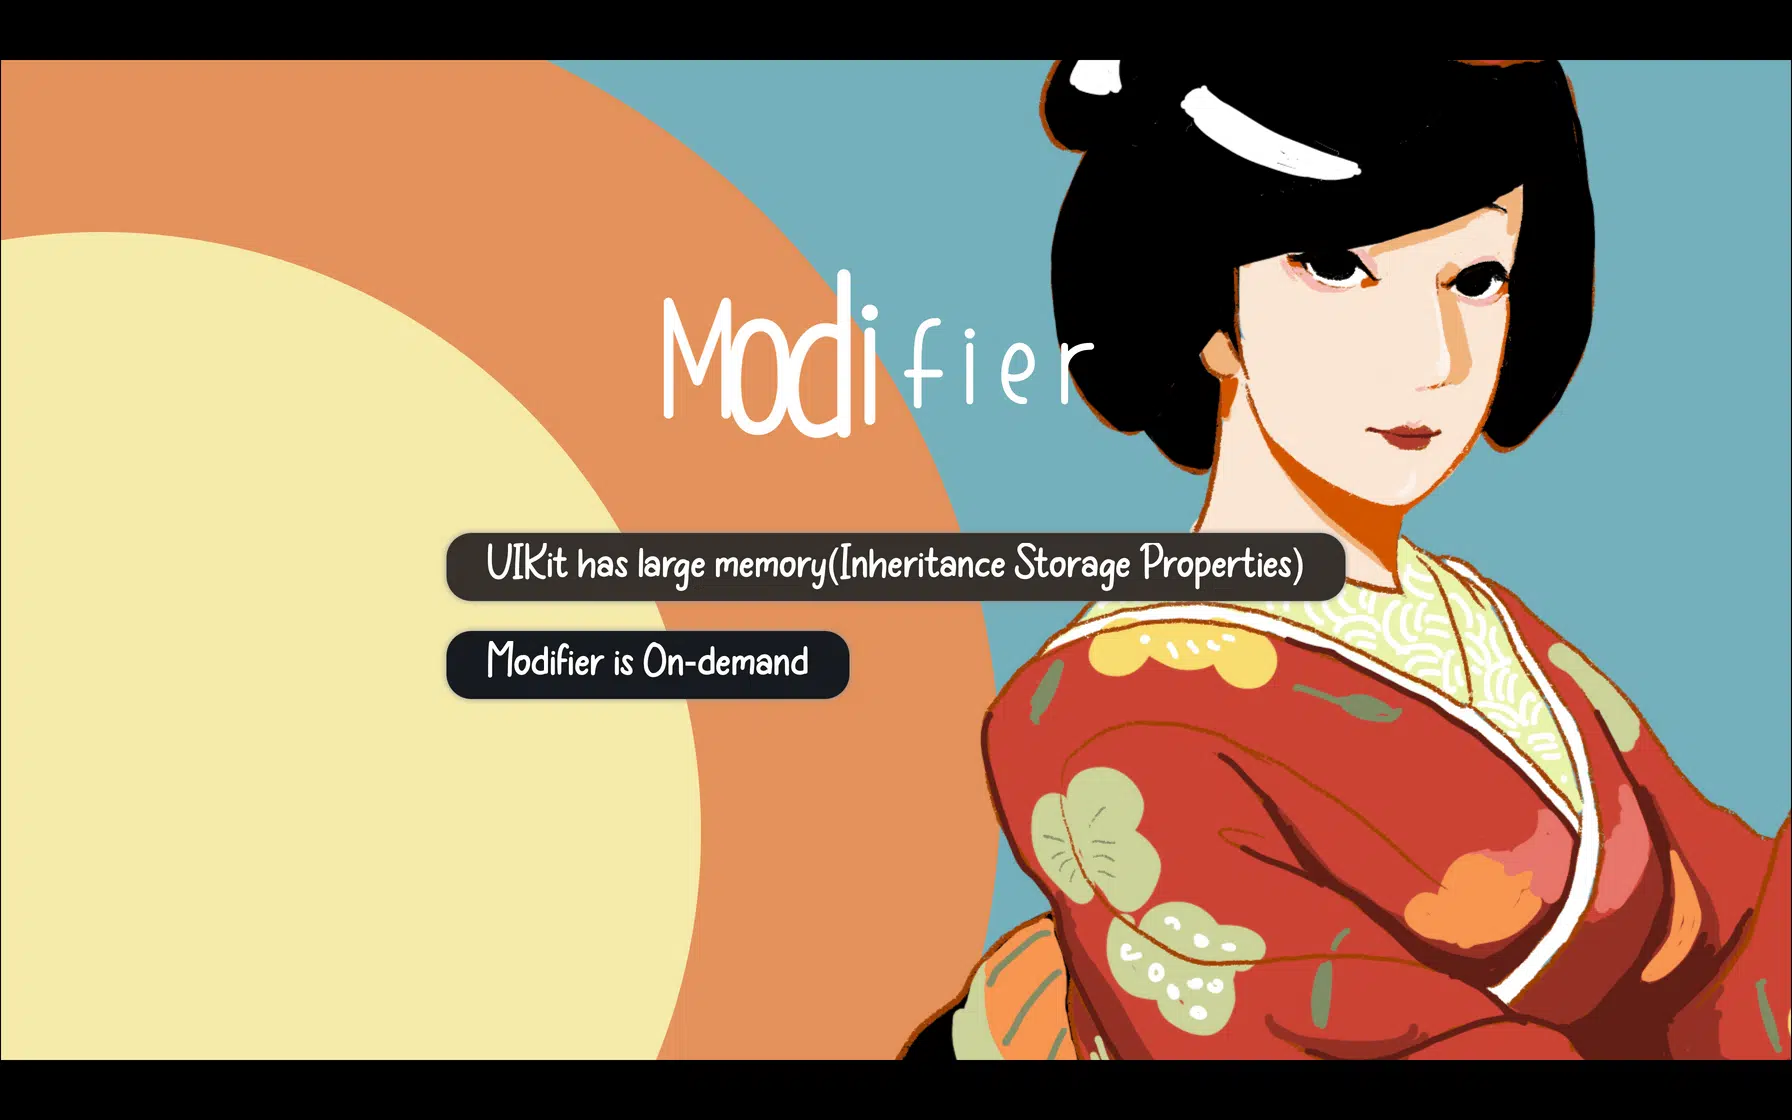 Modifier
UIKit has large memory(Inheritance Storage Properties)
Modifier is On-demand